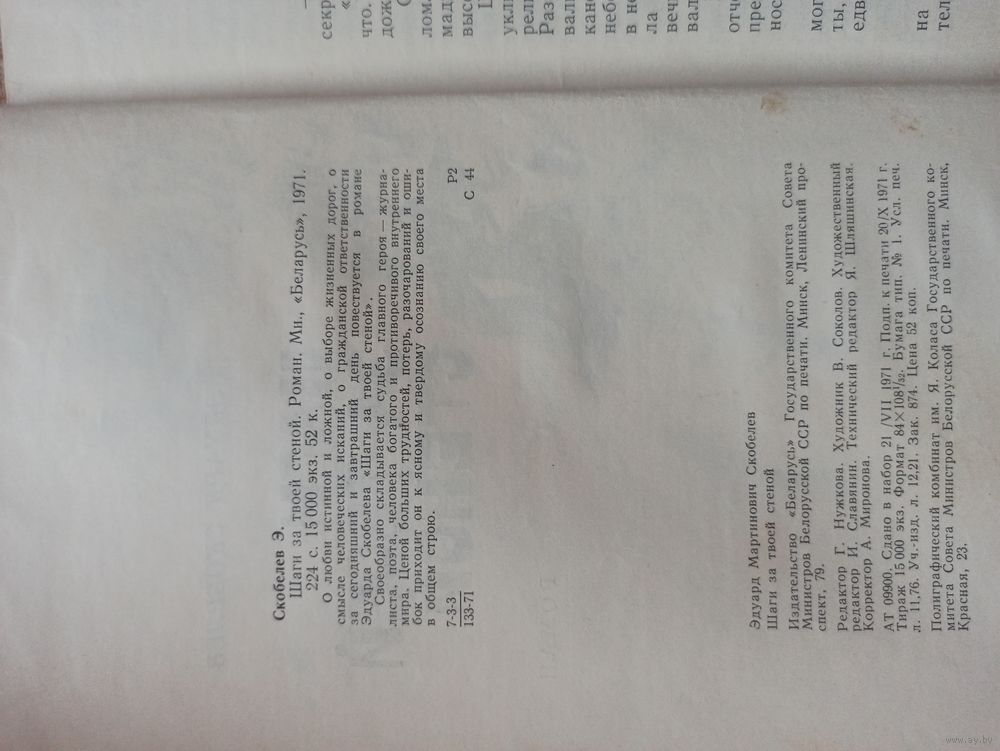 Скобелев Э.
Шаги за твоей стеной. Роман. Мн., «Беларусь», 1971.
224 с. 15 000 экз. 52 к.
О любви истинной и ложной, о выборе жизненных дорог, о
смысле человеческих исканий, о гражданской ответственности
за сегодняшний и завтрашний день повествуется в романе
Эдуарда Скобелева «Шаги за твоей стеной».
Своеобразно складывается судьба главного героя — журна-
листа, поэта, человека богатого и противоречивого внутреннего
мира. Ценой больших трудностей, потерь, разочарований и оши-
бок приходит он к ясному и твердому осознанию своего места
в общем строю.
7-3-3 Р2
133-71 С 44
Эдуард Мартинович Скобелев
Шаги за твоей стеной
Издательство «Беларусь» Государственного комитета Совета
Министров Белорусской ССР по печати. Минск, Ленинский про-
спект, 79.
Редактор Г. Нужкова. Художник В. Соколов. Художественный
редактор И. Славянин. Технический редактор Я. Шляшинская.
Корректор А. Миронова.
АТ 09900. Сдано в набор 21 /VII 1971 г. Подп. к печати 20/X 1971 г.
Тираж 15 000 экз. Формат 84×108¹/₃₂. Бумага тип. № 1. Усл. печ.
л. 11,76. Уч.-изд. л. 12,21. Зак. 874. Цена 52 коп.
Полиграфический комбинат им. Я. Коласа Государственного ко-
митета Совета Министров Белорусской ССР по печати. Минск,
Красная, 23.
www.ay.by